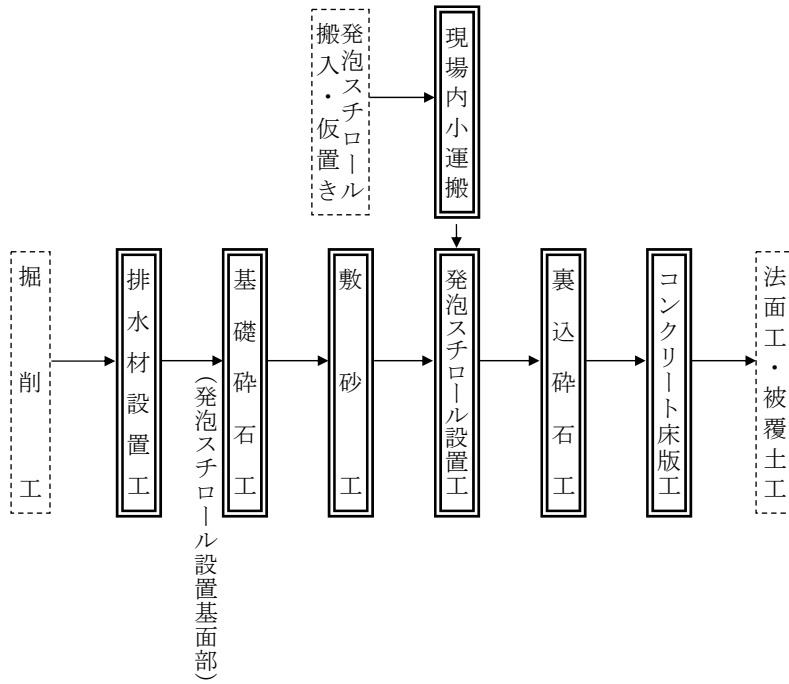 発泡スチロール
搬入・仮置き
現場内小運搬
掘削工
排水材設置工
基礎砕石工
（発泡スチロール設置基面部）
敷砂工
発泡スチロール設置工
裏込砕石工
コンクリート床版工
法面工・被覆土工